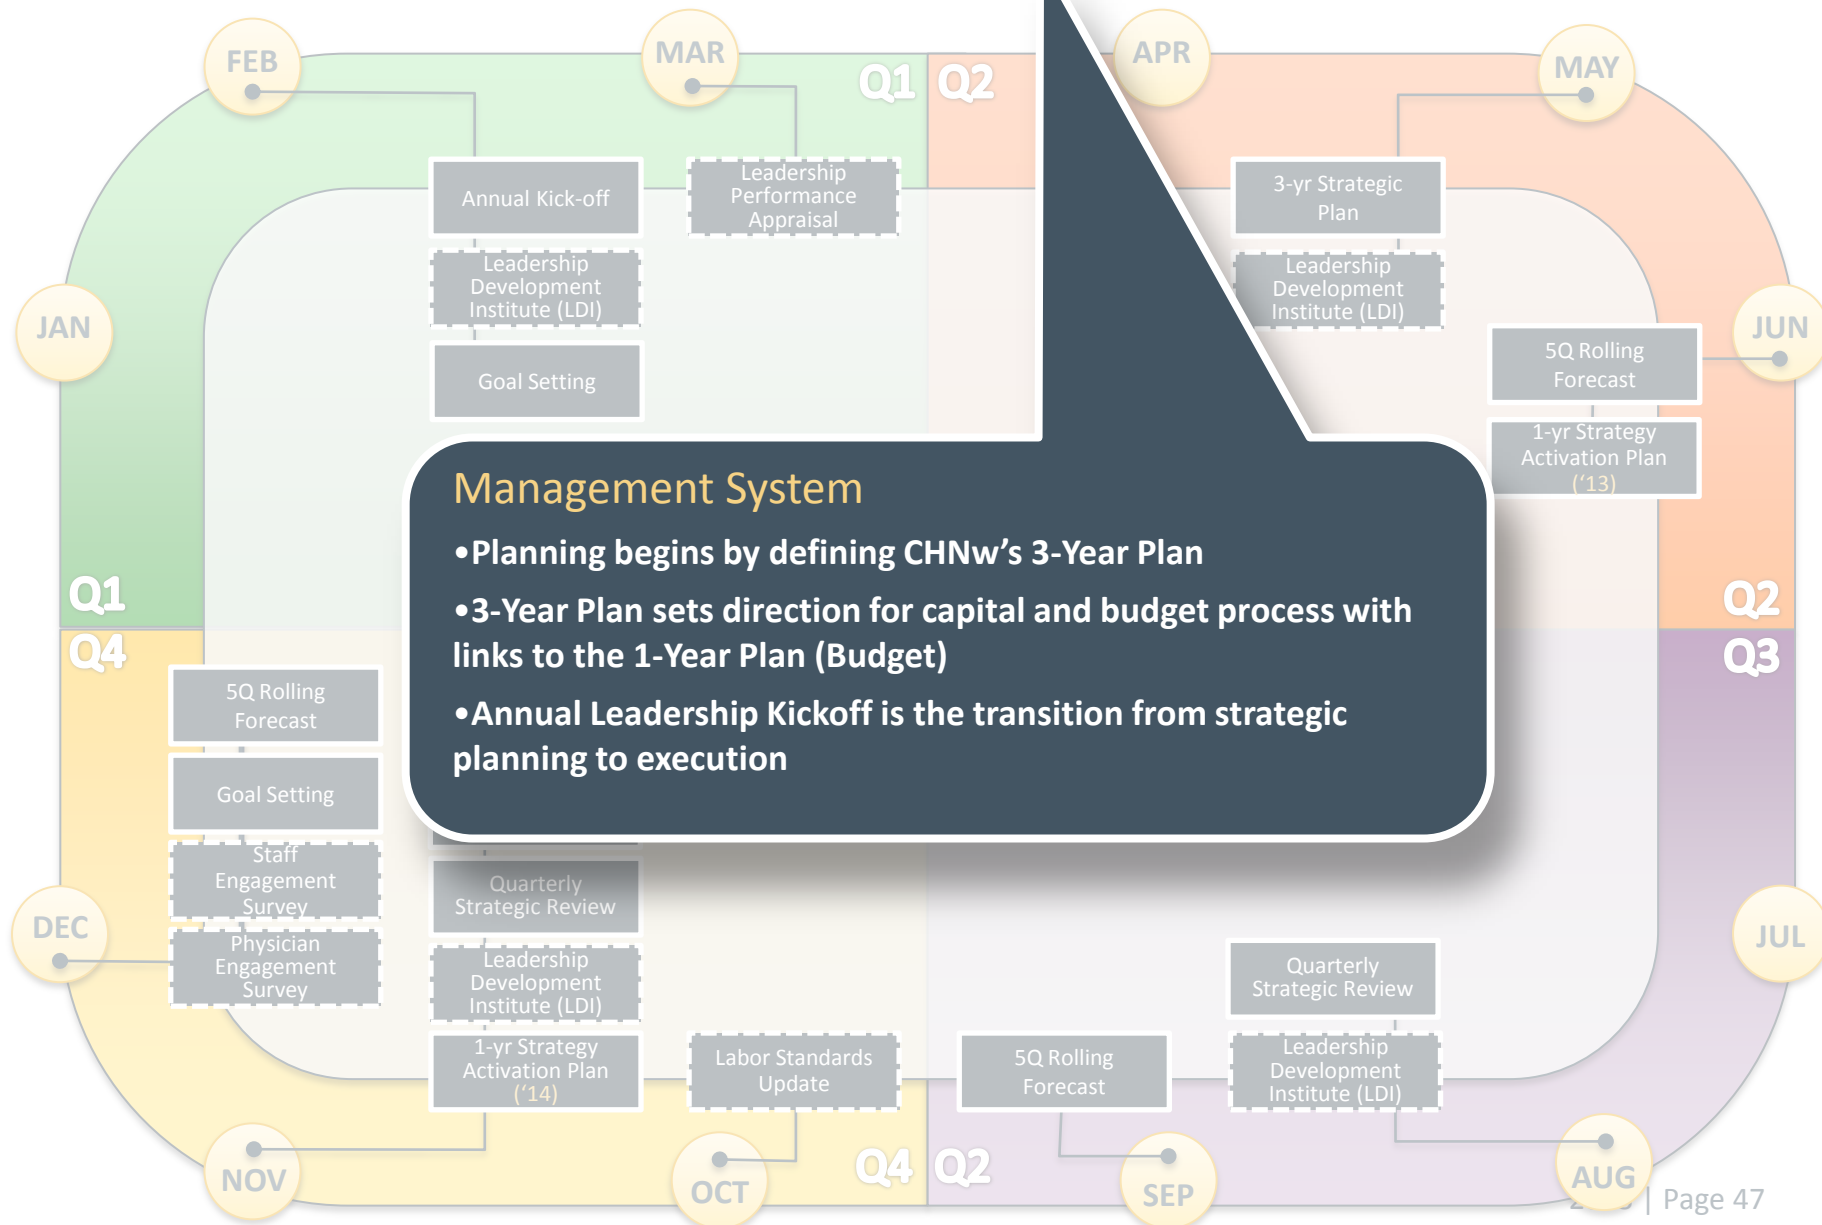 FEB
MAR
APR
MAY
Q1
Q2
Annual Kick-off
Leadership
Performance
Appraisal
3-yr Strategic
Plan
Leadership
Development
Institute (LDI)
Leadership
Development
Institute (LDI)
JAN
JUN
Goal Setting
5Q Rolling
Forecast
1-yr Strategy
Activation Plan
(‘13)
Management System
•Planning begins by defining CHNw’s 3-Year Plan
•3-Year Plan sets direction for capital and budget process with
links to the 1-Year Plan (Budget)
•Annual Leadership Kickoff is the transition from strategic
planning to execution
Q1
Q2
Q4
Q3
5Q Rolling
Forecast
Goal Setting
Staff
Engagement
Survey
Physician
Engagement
Survey
DEC
Quarterly
Strategic Review
Leadership
Development
Institute (LDI)
1-yr Strategy
Activation Plan
(‘14)
Labor Standards
Update
5Q Rolling
Forecast
Quarterly
Strategic Review
Leadership
Development
Institute (LDI)
JUL
NOV
OCT
Q4
Q2
SEP
AUG
| Page 47